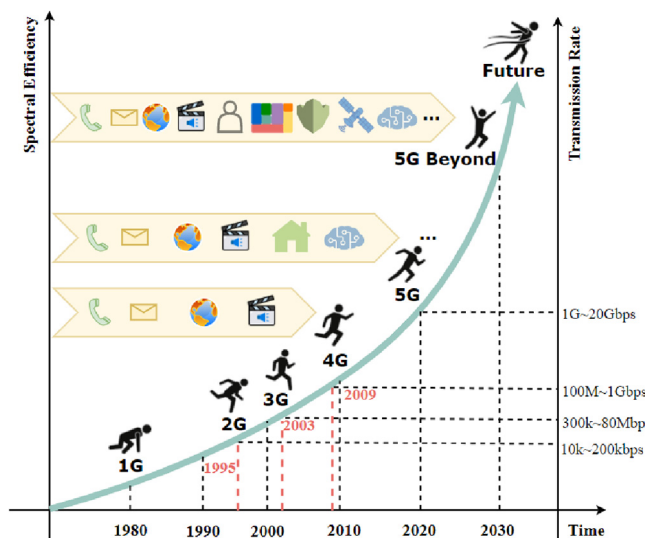 Spectral Efficiency
Transmission Rate
Future
...
5G Beyond
...
5G
1G~20Gbps
4G
2009
100M~1Gbps
3G
2G
2003
300k~80Mbp
1G
1995
10k~200kbps
1980
1990
2000
2010
2020
2030
Time